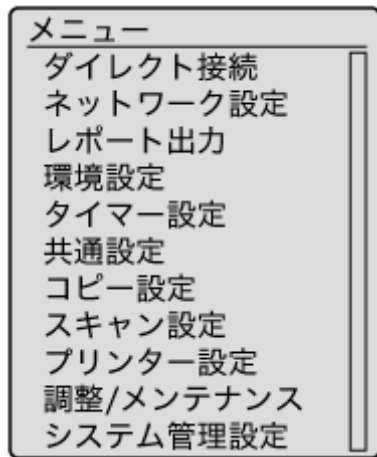 メニュー
ダイレクト接続
ネットワーク設定
レポート出力
環境設定
タイマー設定
共通設定
コピー設定
スキャン設定
プリンター設定
調整/メンテナンス
システム管理設定